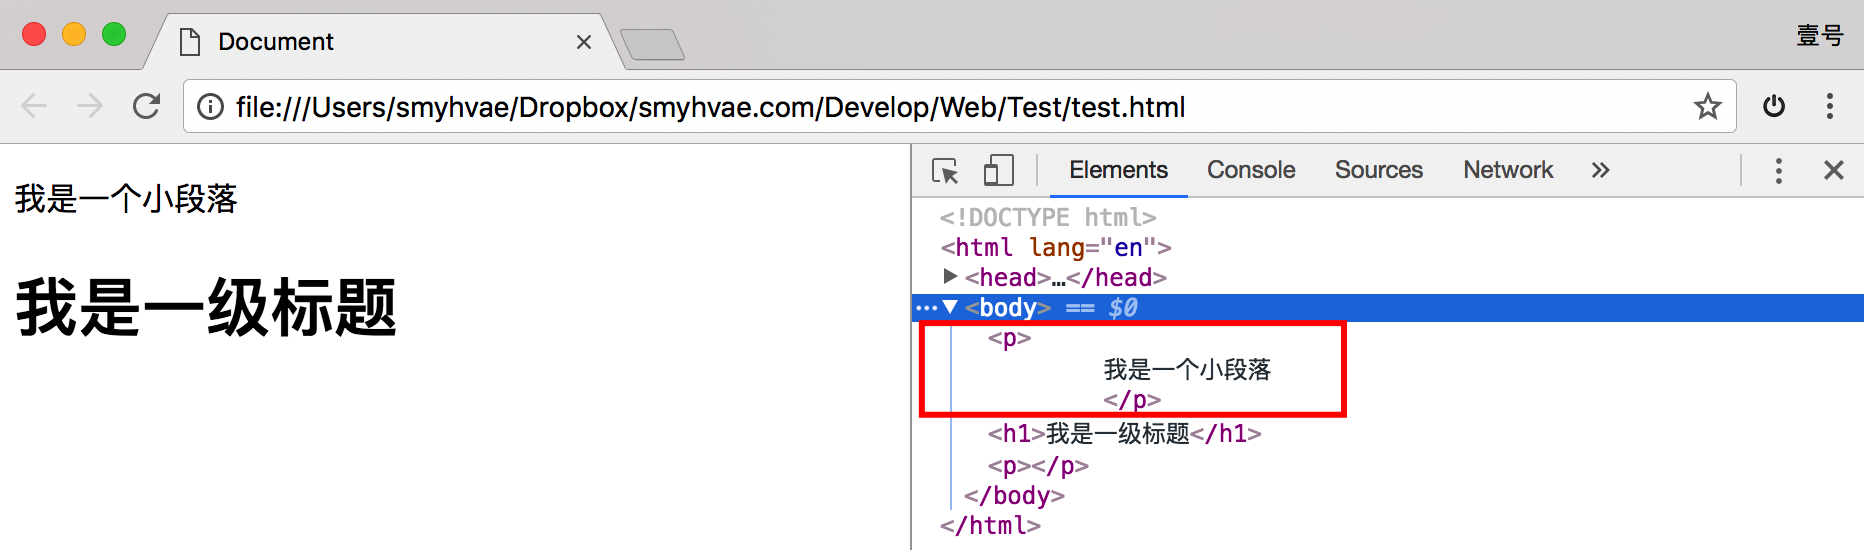 Document
壹号
file:///Users/smyhvae/Dropbox/smyhvae.com/Develop/Web/Test/test.html
我是一个小段落
我是一级标题
Elements Console Sources Network »
<!DOCTYPE html>
<html lang="en">
<head>…</head>
<body> == $0
<p>
我是一个小段落
</p>
<h1>我是一级标题</h1>
<p></p>
</body>
</html>